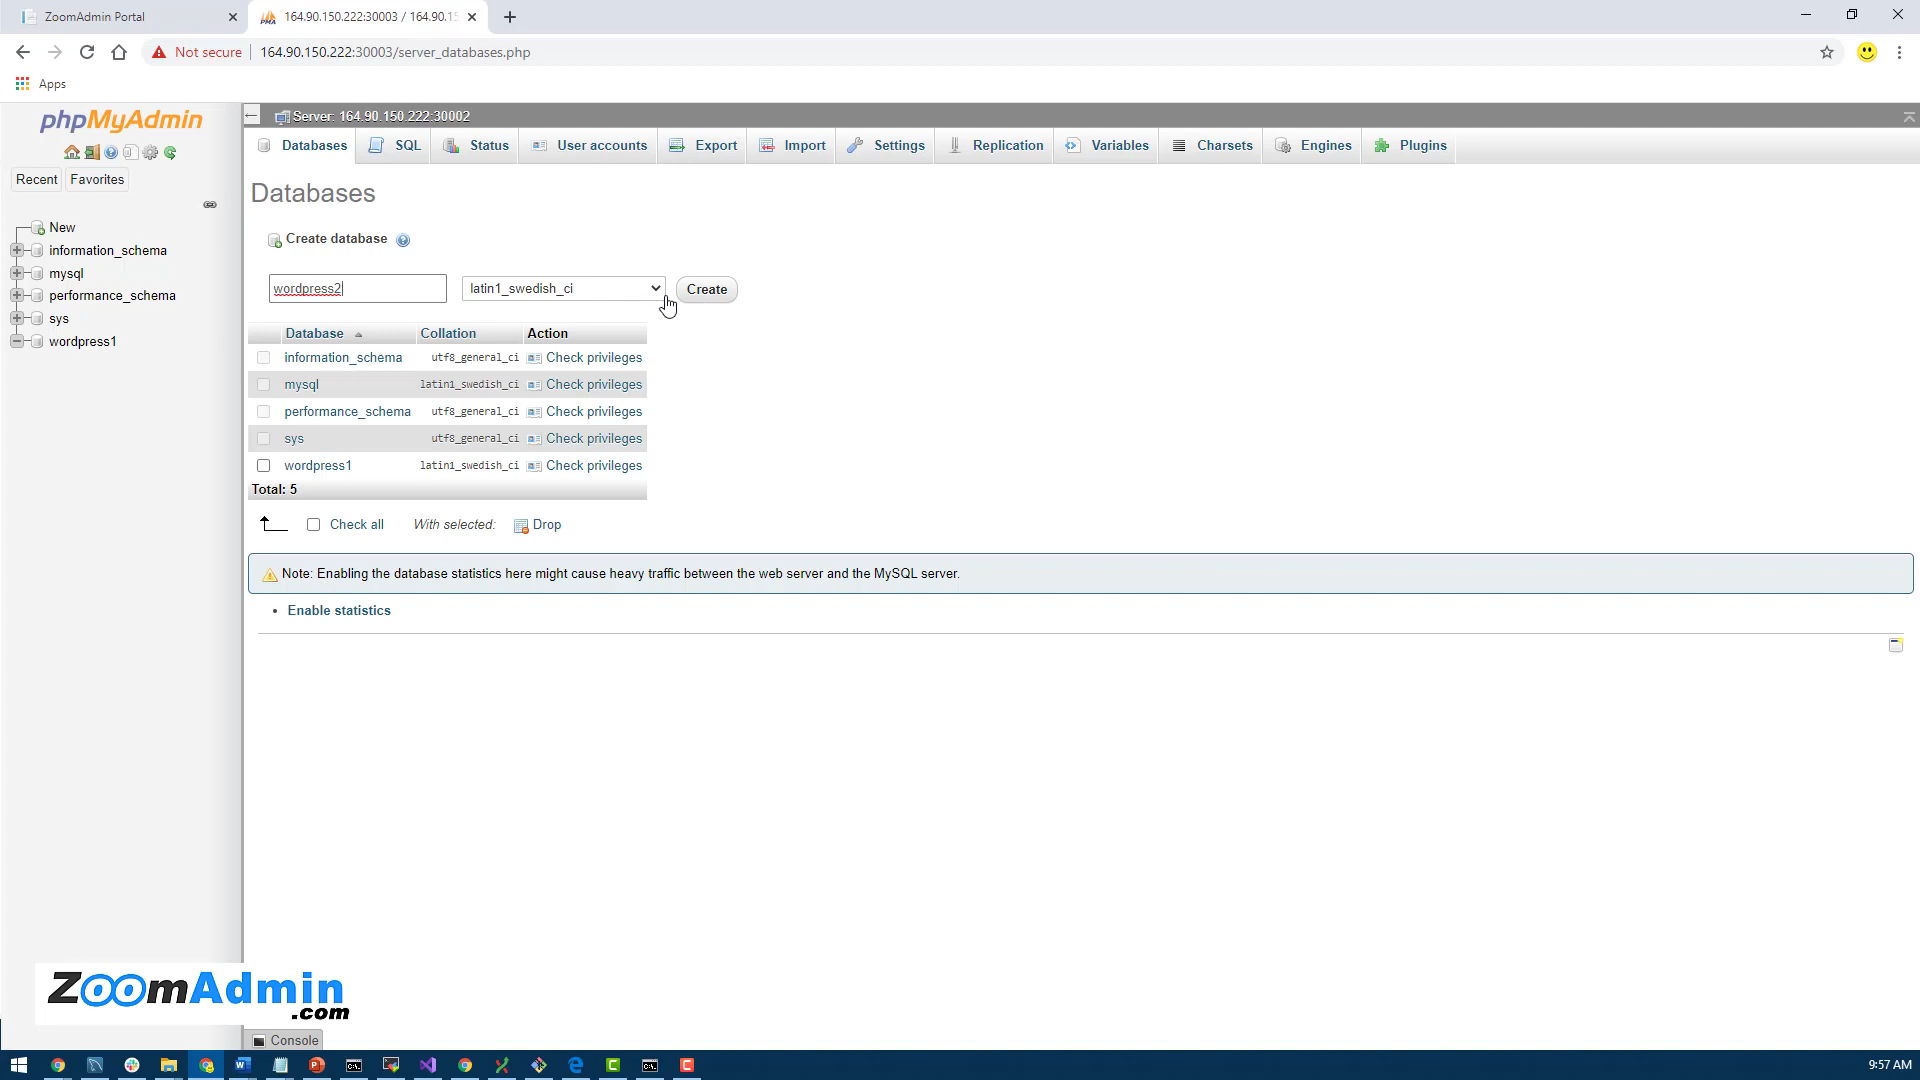 ZoomAdmin Portal
164.90.150.222:30003 / 164.90.15
Not secure
164.90.150.222:30003/server_databases.php
Apps
phpMyAdmin
Server: 164.90.150.222:30002
Databases
SQL
Status
User accounts
Export
Import
Settings
Replication
Variables
Charsets
Engines
Plugins
Recent
Favorites
New
information_schema
mysql
performance_schema
sys
wordpress1
Databases
Create database
wordpress2
latin1_swedish_ci
Create
Database Collation Action
information_schema utf8_general_ci Check privileges
mysql latin1_swedish_ci Check privileges
performance_schema utf8_general_ci Check privileges
sys utf8_general_ci Check privileges
wordpress1 latin1_swedish_ci Check privileges
Total: 5
Check all With selected: Drop
Note: Enabling the database statistics here might cause heavy traffic between the web server and the MySQL server.
Enable statistics
ZoomAdmin
.com
Console
9:57 AM